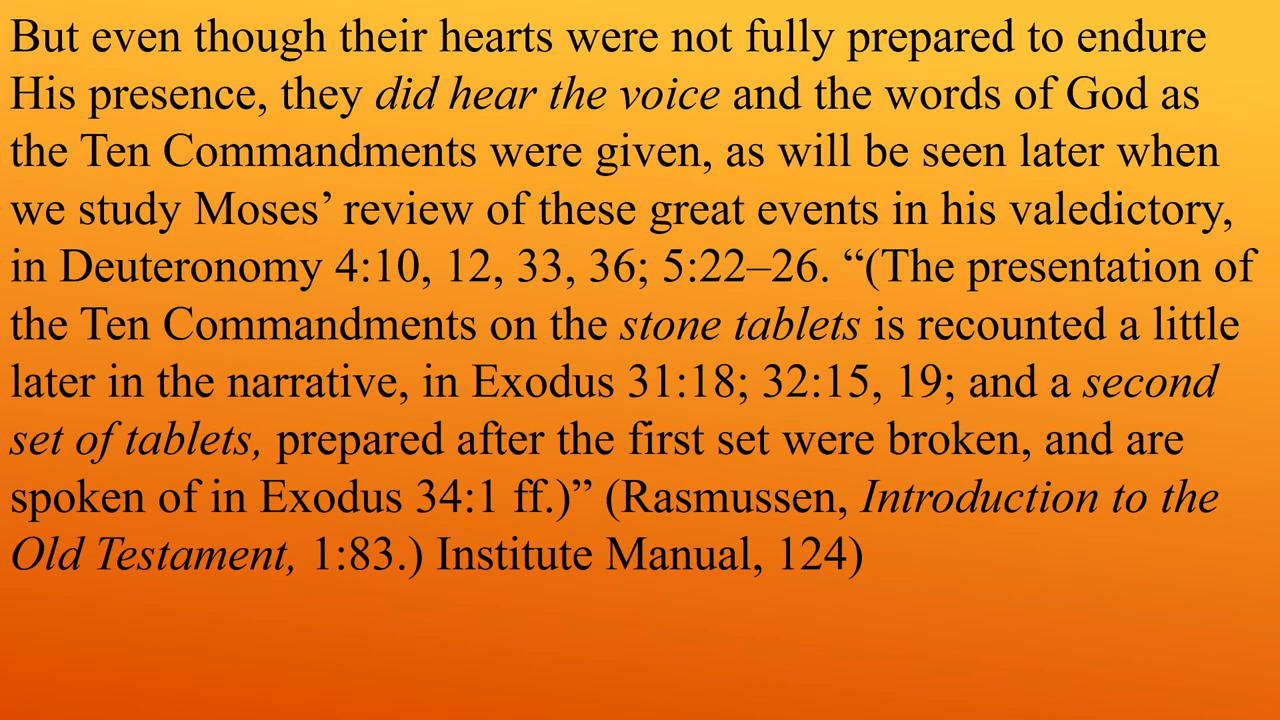 But even though their hearts were not fully prepared to endure
His presence, they did hear the voice and the words of God as
the Ten Commandments were given, as will be seen later when
we study Moses’ review of these great events in his valedictory,
in Deuteronomy 4:10, 12, 33, 36; 5:22–26. “(The presentation of
the Ten Commandments on the stone tablets is recounted a little
later in the narrative, in Exodus 31:18; 32:15, 19; and a second
set of tablets, prepared after the first set were broken, and are
spoken of in Exodus 34:1 ff.)” (Rasmussen, Introduction to the
Old Testament, 1:83.) Institute Manual, 124)